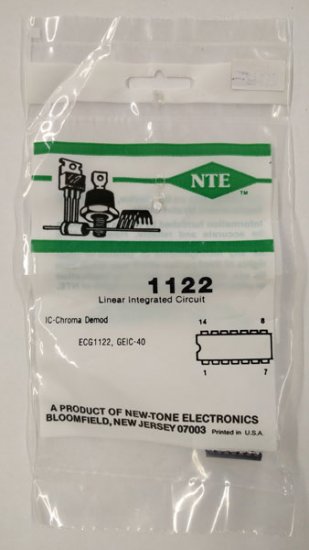 NTE
TM
1122
Linear Integrated Circuit
IC-Chroma Demod
ECG1122, GEIC-40
14 8
1 7
A PRODUCT OF NEW-TONE ELECTRONICS
BLOOMFIELD, NEW JERSEY 07003 Printed in U.S.A.